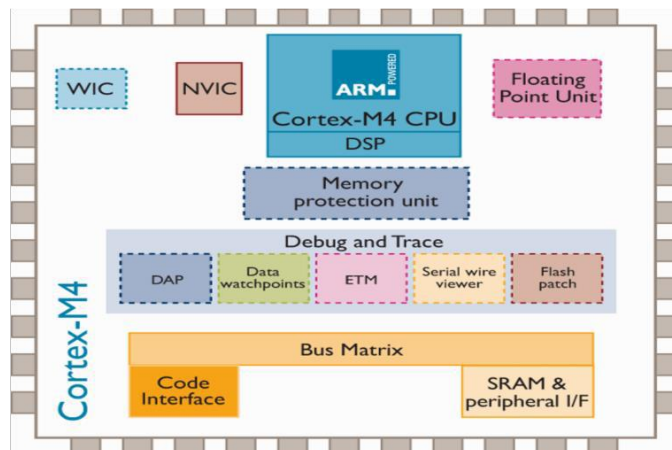 WIC
NVIC
ARM POWERED
Cortex-M4 CPU
DSP
Floating
Point Unit
Memory
protection unit
Debug and Trace
DAP
Data
watchpoints
ETM
Serial wire
viewer
Flash
patch
Cortex-M4
Bus Matrix
Code
Interface
SRAM &
peripheral I/F